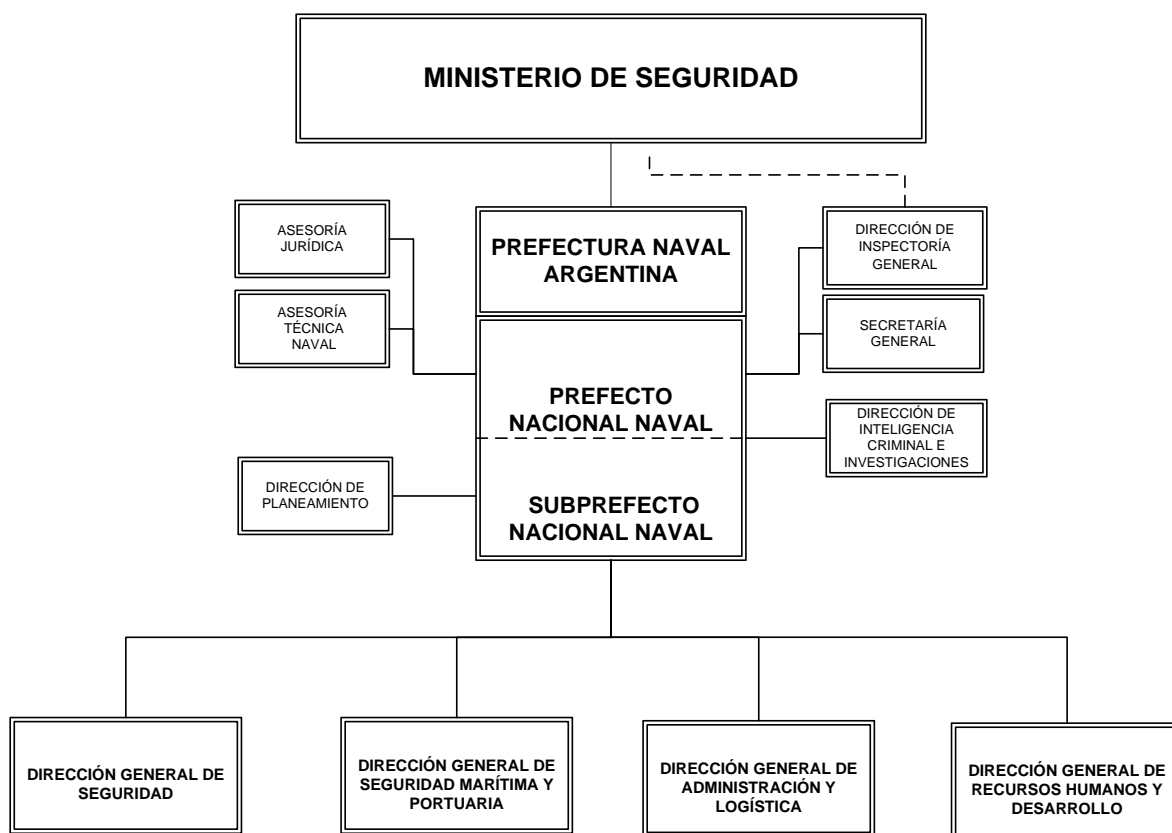 MINISTERIO DE SEGURIDAD
ASESORÍA
JURÍDICA
PREFECTURA NAVAL
ARGENTINA
DIRECCIÓN DE
INSPECTORÍA
GENERAL
ASESORÍA
TÉCNICA
NAVAL
SECRETARÍA
GENERAL
PREFECTO
NACIONAL NAVAL
DIRECCIÓN DE
INTELIGENCIA
CRIMINAL E
INVESTIGACIONES
DIRECCIÓN DE
PLANEAMIENTO
SUBPREFECTO
NACIONAL NAVAL
DIRECCIÓN GENERAL DE
SEGURIDAD
DIRECCIÓN GENERAL DE
SEGURIDAD MARÍTIMA Y
PORTUARIA
DIRECCIÓN GENERAL DE
ADMINISTRACIÓN Y
LOGÍSTICA
DIRECCIÓN GENERAL DE
RECURSOS HUMANOS Y
DESARROLLO